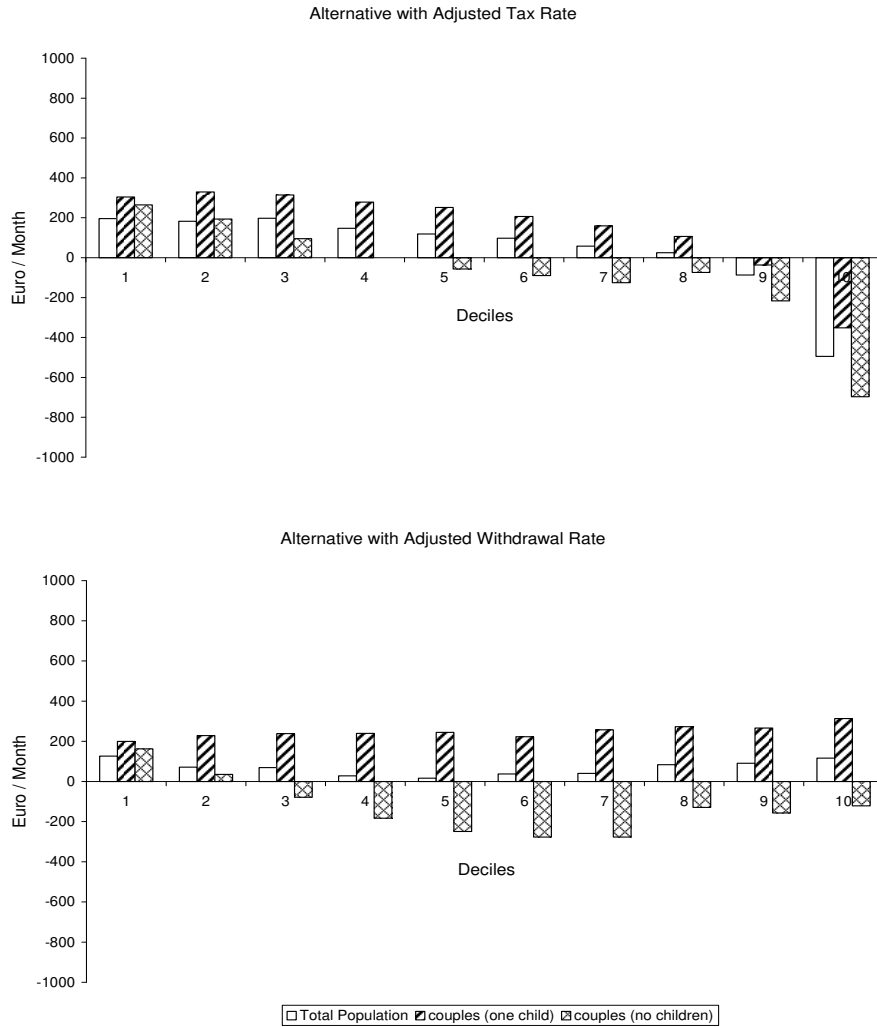 Alternative with Adjusted Tax Rate
1000
800
600
400
200
0
-200
-400
-600
-800
-1000
Euro / Month
1 2 3 4 5 6 7 8 9 10
Deciles
Alternative with Adjusted Withdrawal Rate
1000
800
600
400
200
0
-200
-400
-600
-800
-1000
Euro / Month
1 2 3 4 5 6 7 8 9 10
Deciles
Total Population couples (one child) couples (no children)